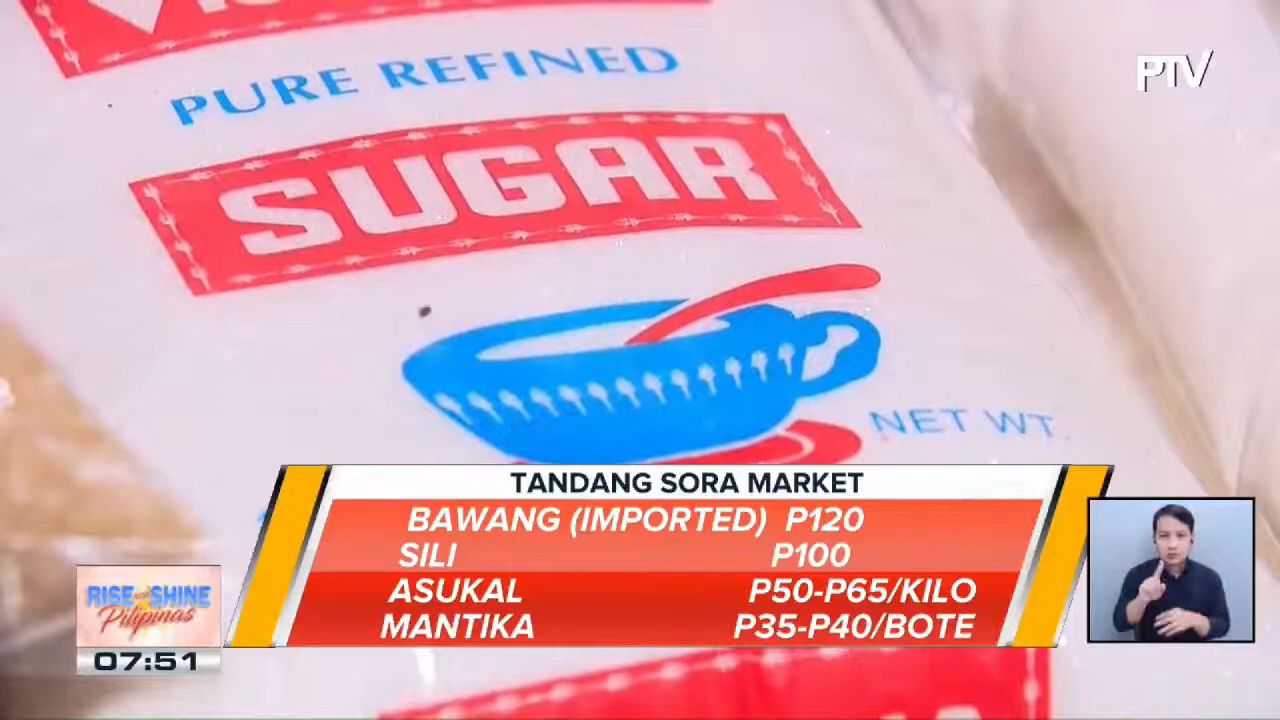 PURE REFINED
PTV
SUGAR
NET WT.
TANDANG SORA MARKET
BAWANG (IMPORTED) P120
SILI P100
ASUKAL P50-P65/KILO
MANTIKA P35-P40/BOTE
RISE and SHINE
Pilipinas
07:51